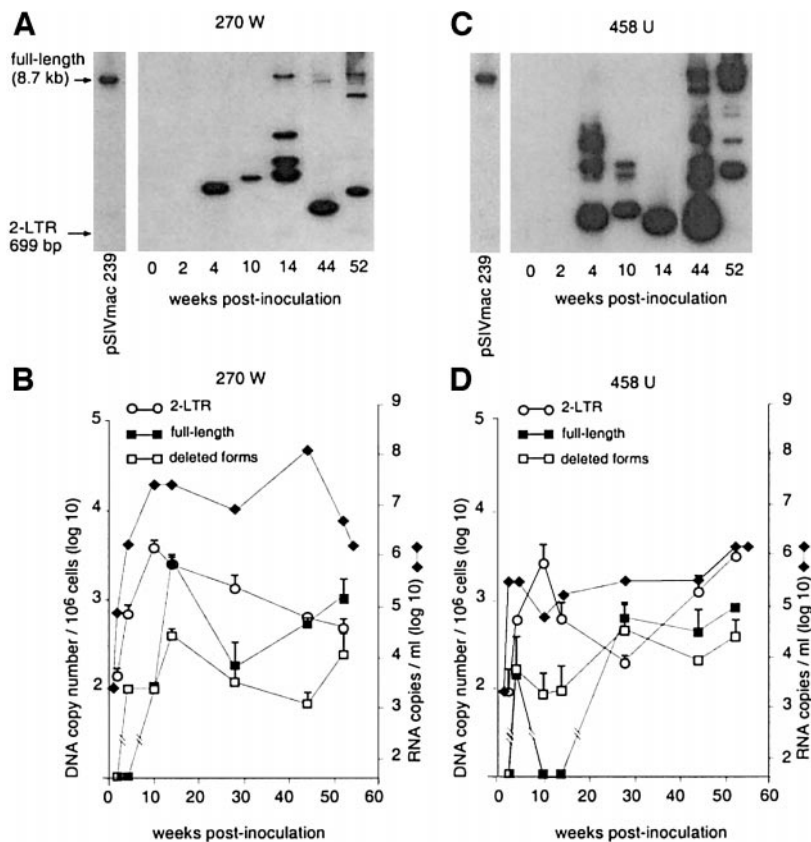 A
270 W
full-length
(8.7 kb)
2-LTR
699 bp
pSIVmac 239
0 2 4 10 14 44 52
weeks post-inoculation
C
458 U
pSIVmac 239
0 2 4 10 14 44 52
weeks post-inoculation
B
270 W
2-LTR
full-length
deleted forms
DNA copy number / 10⁶ cells (log 10)
5
4
3
2
9
8
7
6
5
4
3
2
RNA copies / ml (log 10)
0 10 20 30 40 50 60
weeks post-inoculation
D
458 U
2-LTR
full-length
deleted forms
DNA copy number / 10⁶ cells (log 10)
5
4
3
2
9
8
7
6
5
4
3
2
RNA copies / ml (log 10)
0 10 20 30 40 50 60
weeks post-inoculation